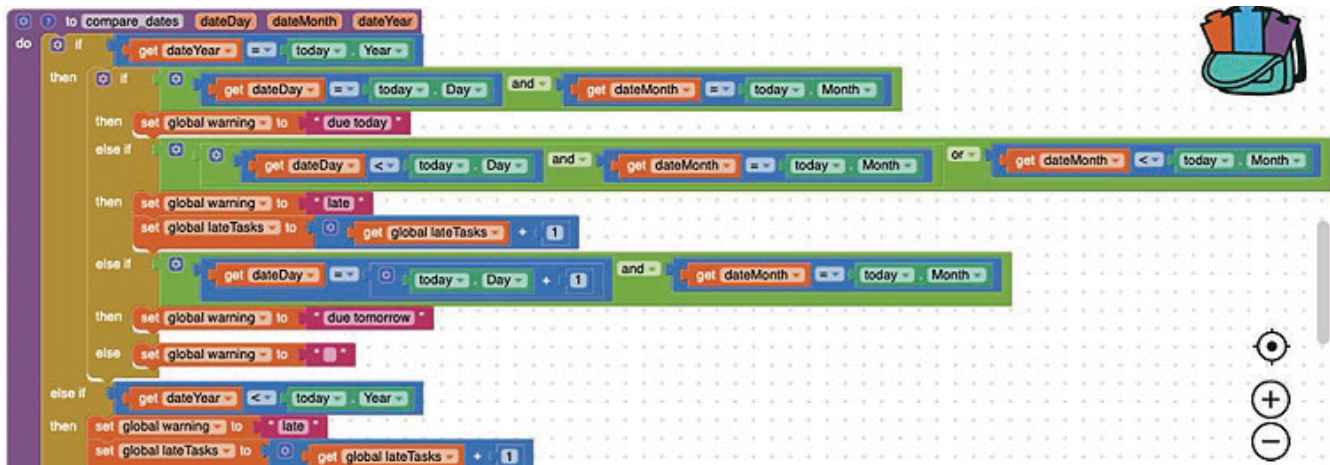 to compare_dates dateDay dateMonth dateYear
do if get dateYear = today . Year
then if get dateDay = today . Day and get dateMonth = today . Month
then set global warning to " due today "
else if get dateDay < today . Day and get dateMonth = today . Month or get dateMonth < today . Month
then set global warning to " late "
set global lateTasks to get global lateTasks + 1
else if get dateDay = today . Day + 1 and get dateMonth = today . Month
then set global warning to " due tomorrow "
else set global warning to " "
else if get dateYear < today . Year
then set global warning to " late "
set global lateTasks to get global lateTasks + 1